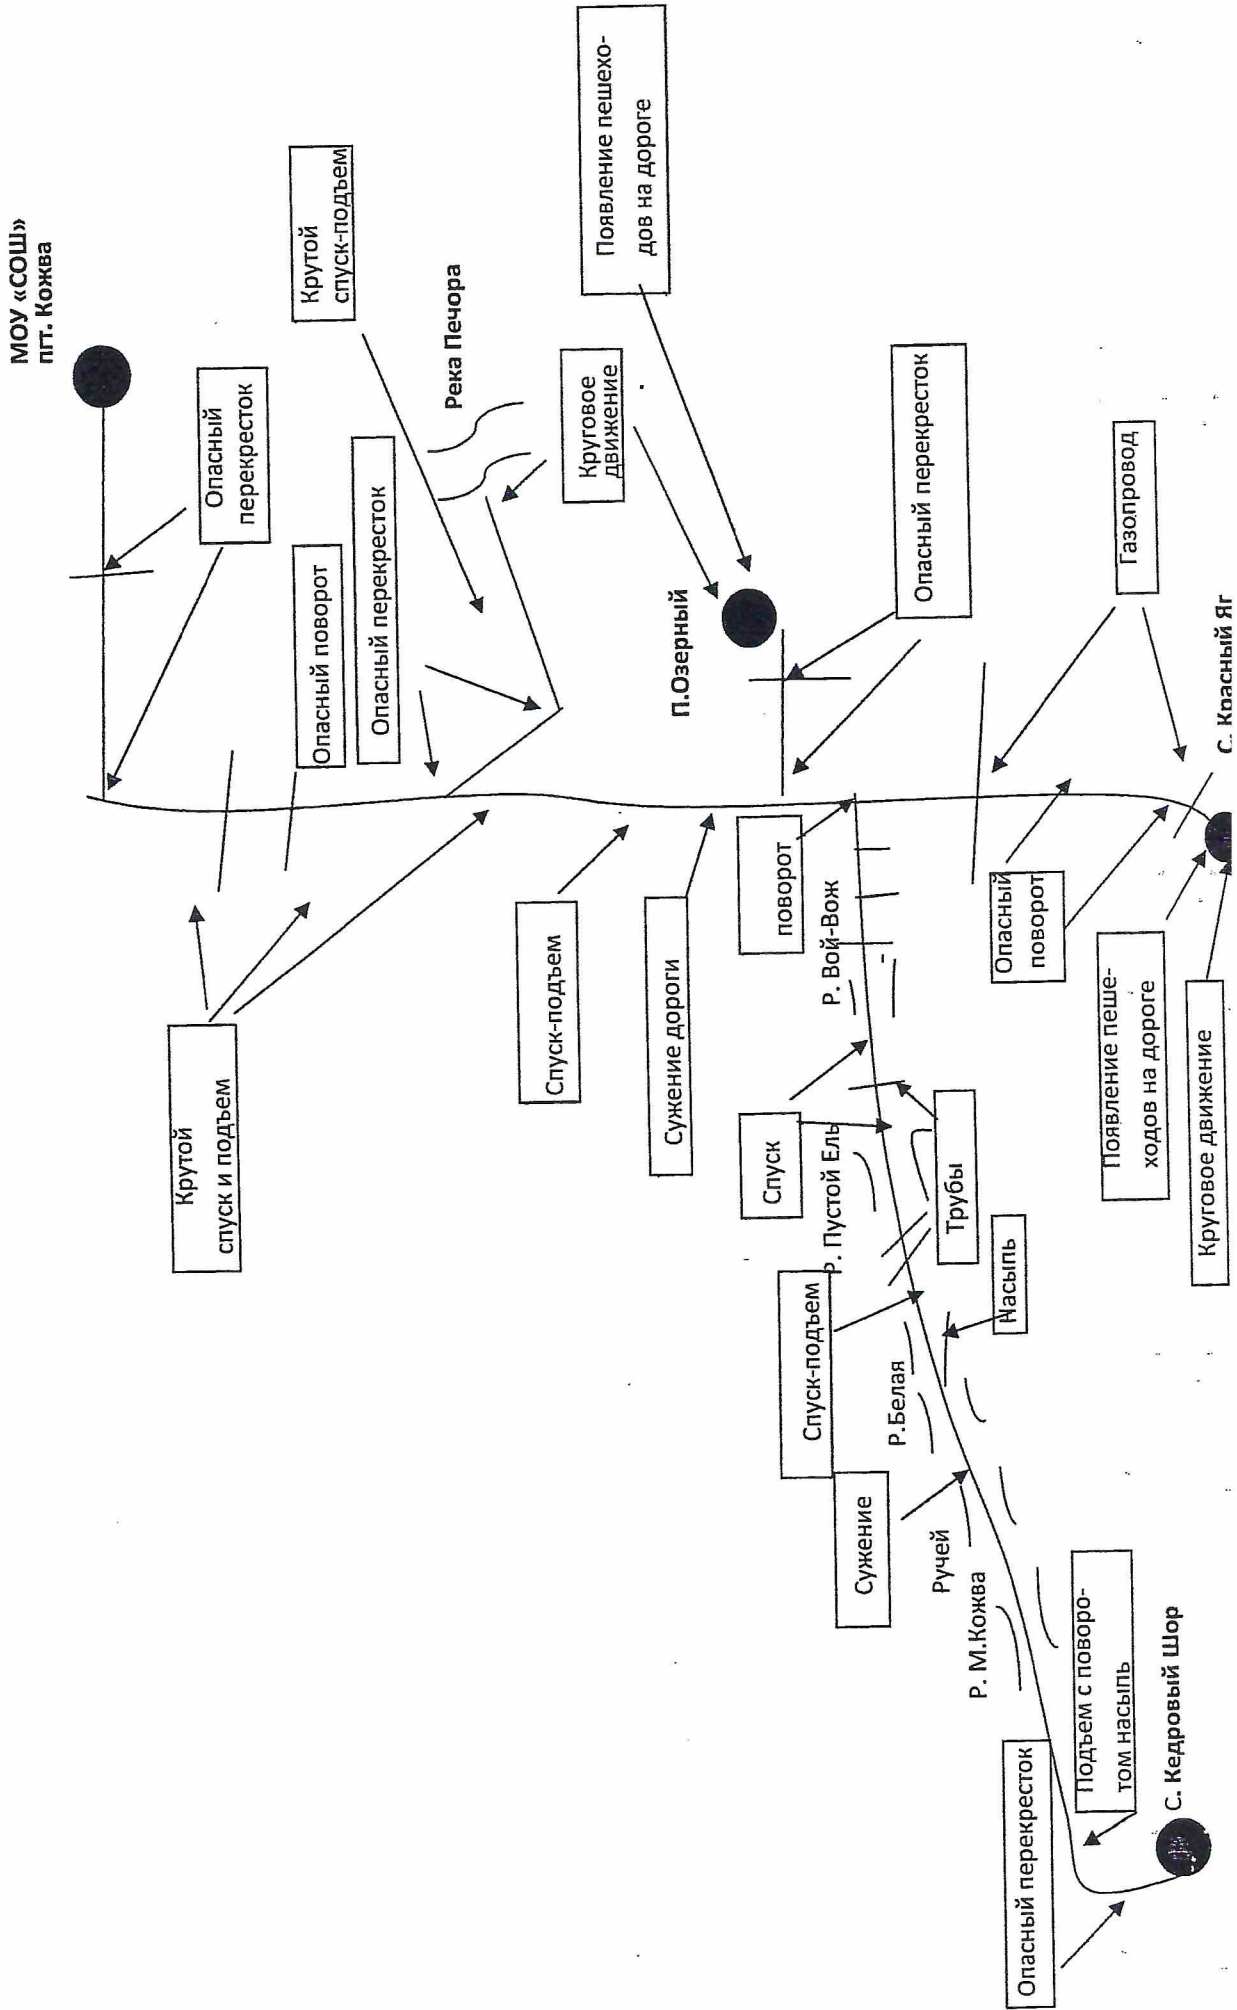 МОУ «СОШ»
пгт. Кожва
Опасный
перекресток
Крутой
спуск-подъем
Опасный поворот
Опасный перекресток
Река Печора
Круговое
движение
Появление пешехо-
дов на дороге
Крутой
спуск и подъем
Спуск-подъем
Сужение дороги
П.Озерный
поворот
Опасный перекресток
Газопровод
С. Красный Яг
Опасный
поворот
Появление пеше-
ходов на дороге
Круговое движение
Р. Вой-Вож
Спуск
Р. Пустой Ель
Трубы
Насыпь
Спуск-подъем
Р.Белая
Сужение
Ручей
Р. М.Кожва
Подъем с поворо-
том насыпь
Опасный перекресток
С. Кедровый Шор